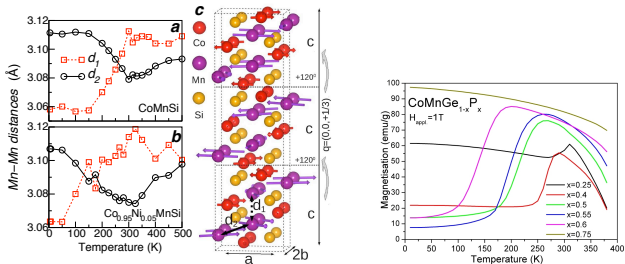 a
3.12
3.10
3.08
3.06
d₁
d₂
CoMnSi
b
3.12
3.10
3.08
3.06
Co₀.₉₅Ni₀.₀₅MnSi
0 100 200 300 400 500
Temperature (K)
Mn–Mn distances (Å)
c
Co
Mn
Si
C
+120°
C
+120°
C
q=(0,0,+1/3)
d₁
d₂
a
2b
CoMnGe₁₋ₓPₓ
H appl.=1T
100
90
80
70
60
50
40
30
20
10
0
0 50 100 150 200 250 300 350 400
Temperature (K)
Magnetisation (emu/g)
x=0.25
x=0.4
x=0.5
x=0.55
x=0.6
x=0.75